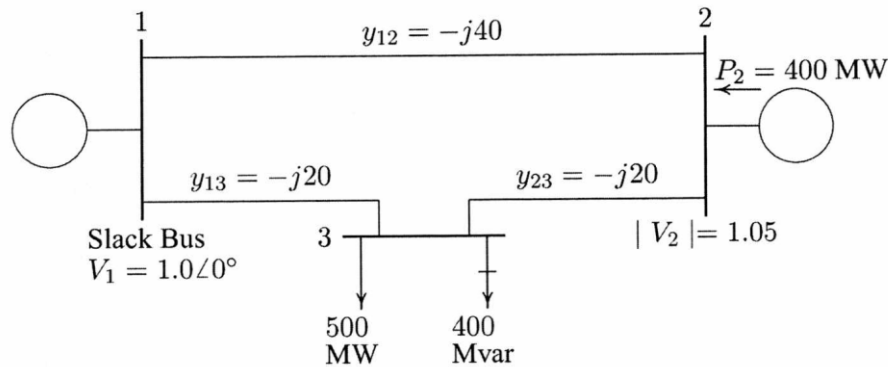 1
2
y12 = −j40
P2 = 400 MW
y13 = −j20
y23 = −j20
Slack Bus
V1 = 1.0∠0°
3
| V2 |= 1.05
500
MW
400
Mvar